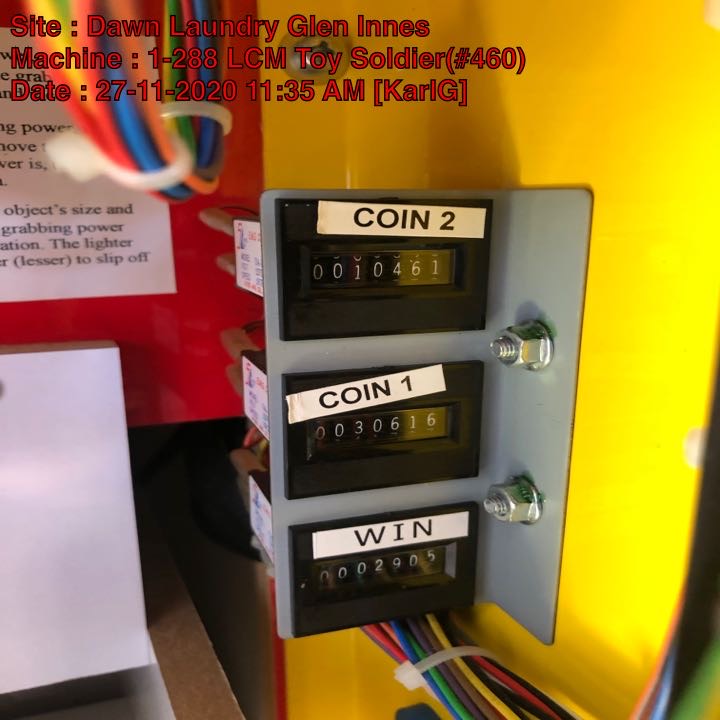 Site : Dawn Laundry Glen Innes
Machine : 1-288 LCM Toy Soldier(#460)
Date : 27-11-2020 11:35 AM [KarlG]
ng power
object's size and
grabbing power
ation. The lighter
r (lesser) to slip off
COIN 2
0010461
COIN 1
0030616
WIN
0002905